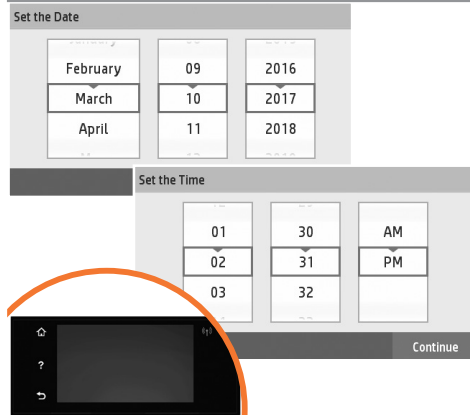 Set the Date
February 09 2016
March 10 2017
April 11 2018
Set the Time
01 30 AM
02 31 PM
03 32
Continue
?